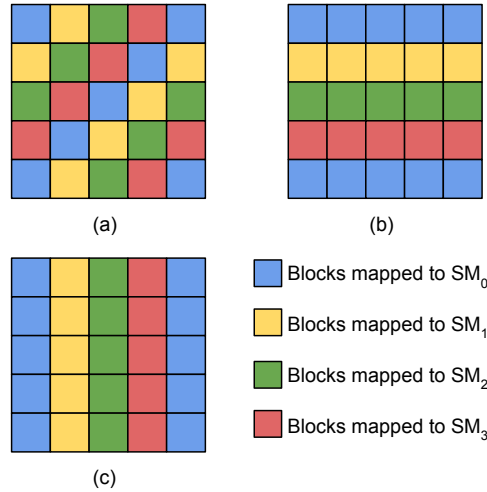 (a)
(b)
(c)
Blocks mapped to SM₀
Blocks mapped to SM₁
Blocks mapped to SM₂
Blocks mapped to SM₃